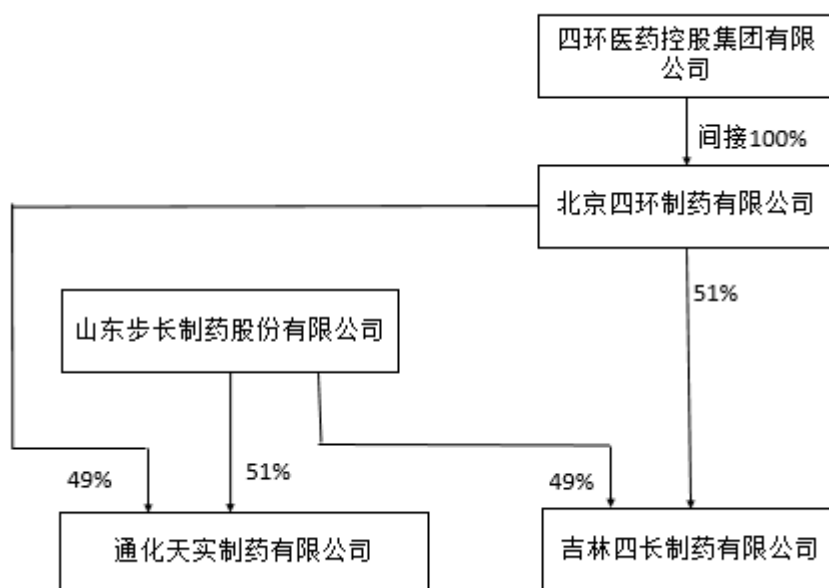 四环医药控股集团有限
公司
间接100%
北京四环制药有限公司
51%
山东步长制药股份有限公司
49%
51%
49%
通化天实制药有限公司
吉林四长制药有限公司